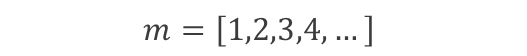 m = [1,2,3,4, … ]